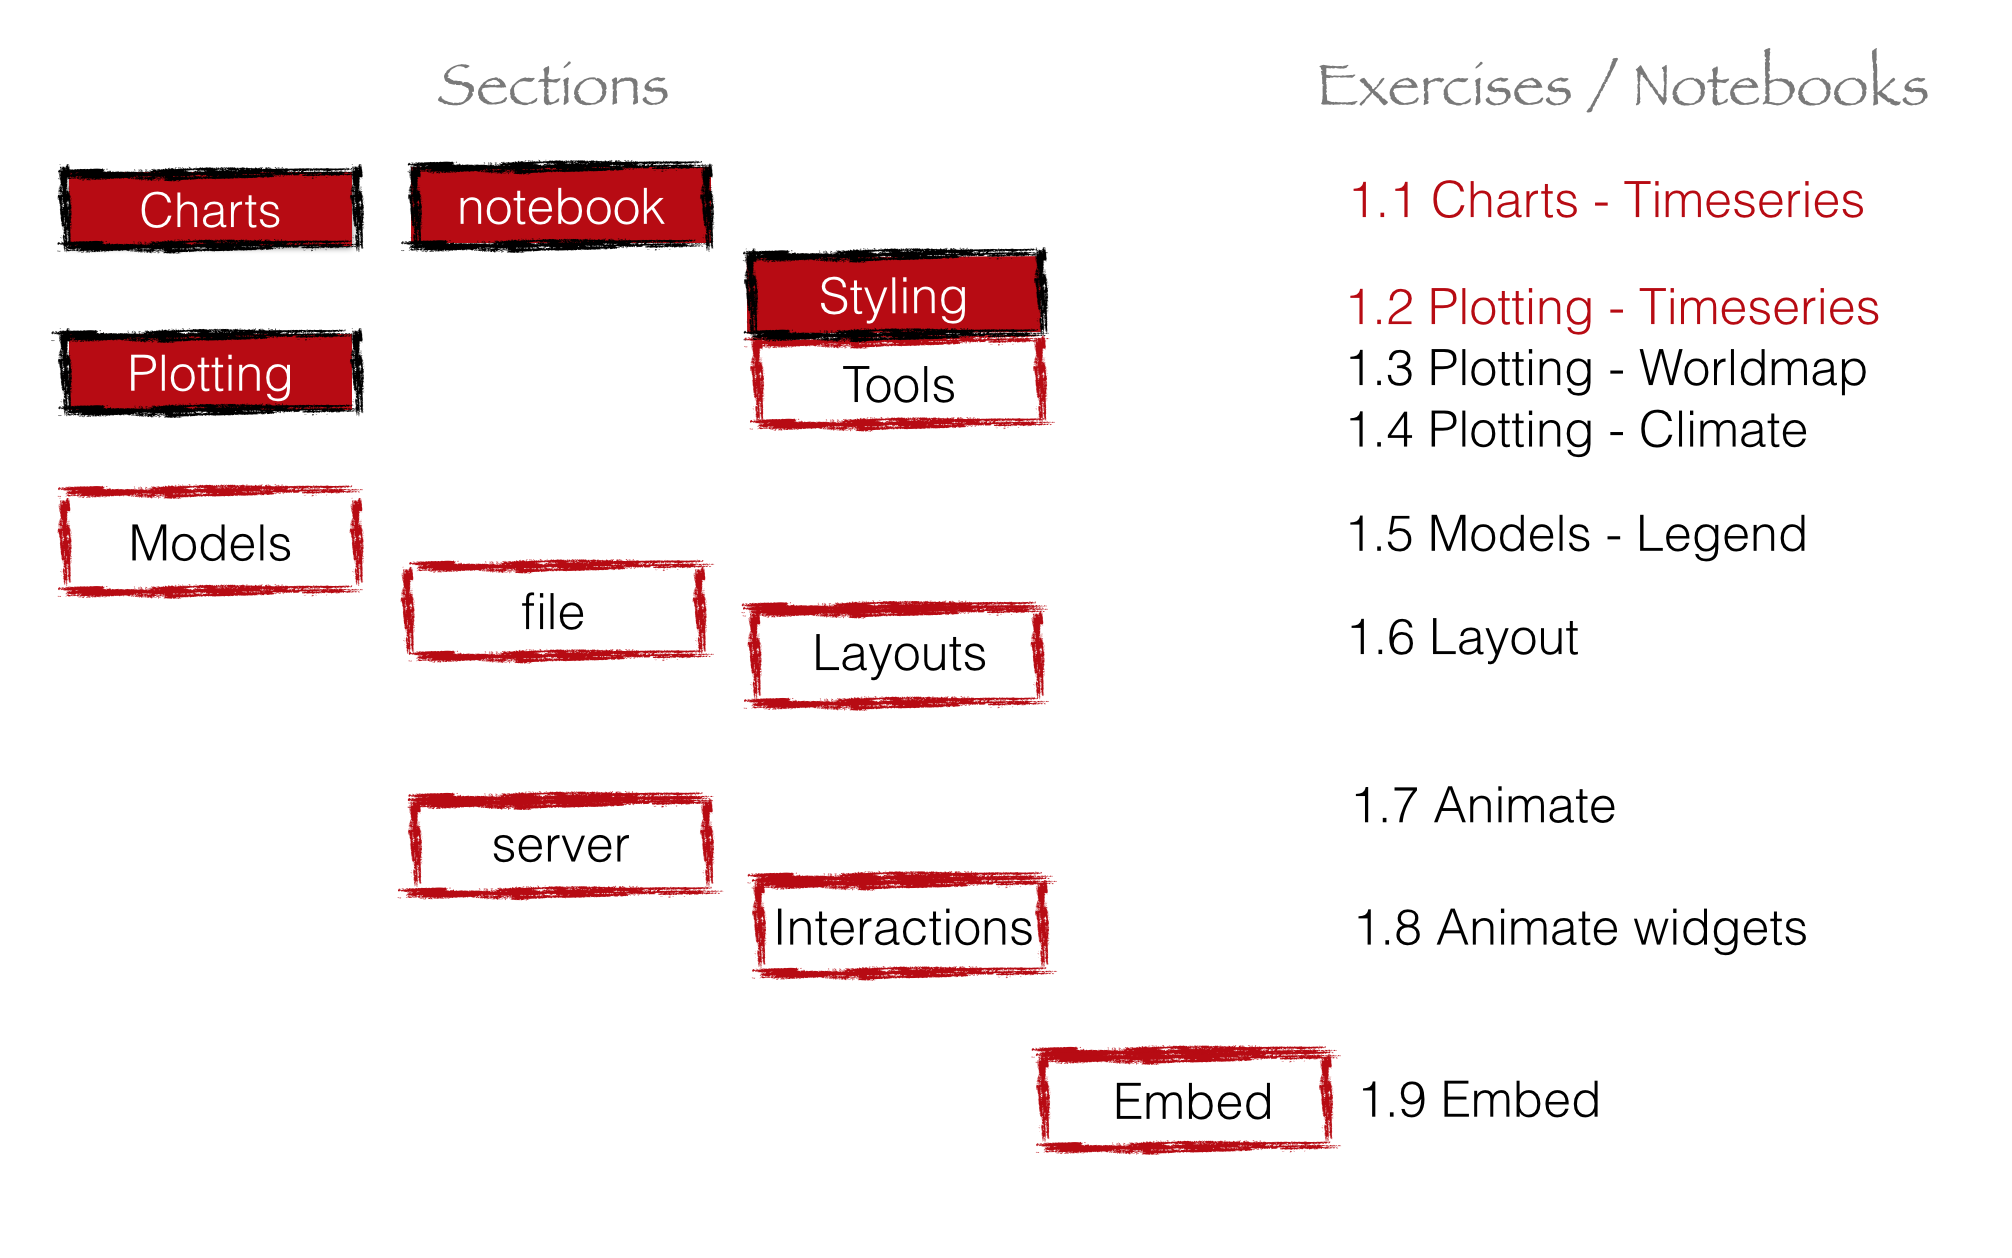 Sections
Exercises / Notebooks
Charts
notebook
1.1 Charts - Timeseries
Styling
1.2 Plotting - Timeseries
Plotting
Tools
1.3 Plotting - Worldmap
1.4 Plotting - Climate
Models
1.5 Models - Legend
file
Layouts
1.6 Layout
server
1.7 Animate
Interactions
1.8 Animate widgets
Embed
1.9 Embed